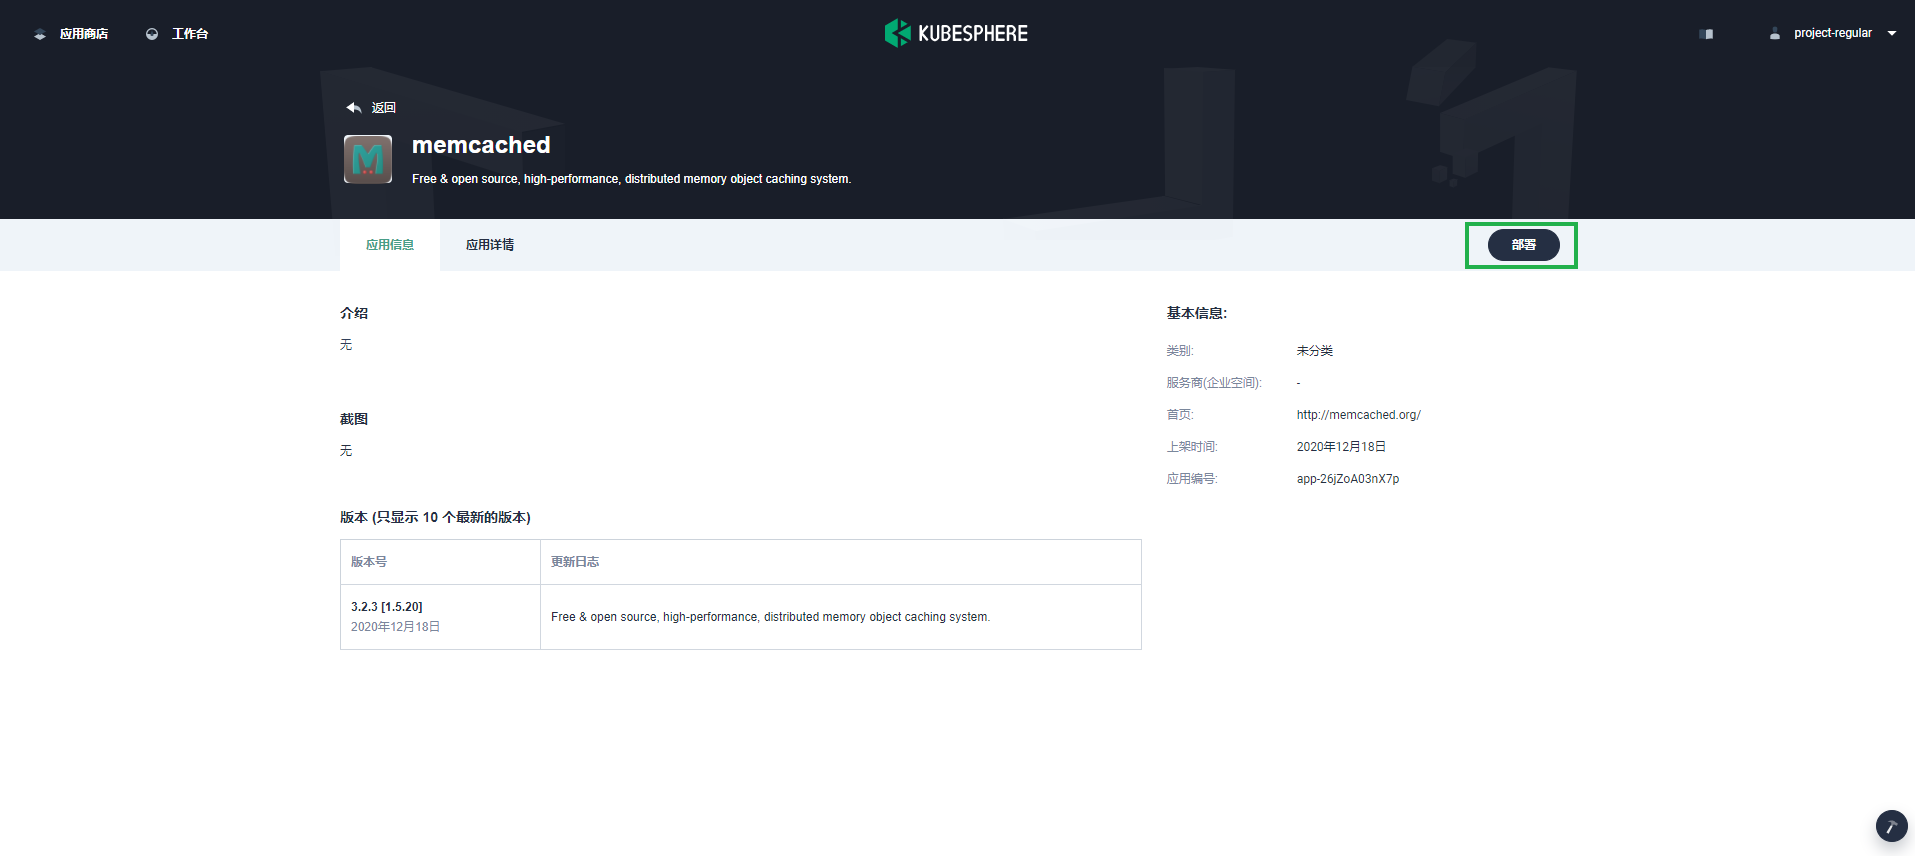 应用商店
工作台
KUBESPHERE
project-regular
返回
memcached
Free & open source, high-performance, distributed memory object caching system.
应用信息
应用详情
部署
介绍
无
截图
无
版本 (只显示 10 个最新的版本)
版本号
更新日志
3.2.3 [1.5.20]
2020年12月18日
Free & open source, high-performance, distributed memory object caching system.
基本信息:
类别:
未分类
服务商(企业空间):
-
首页:
http://memcached.org/
上架时间:
2020年12月18日
应用编号:
app-26jZoA03nX7p